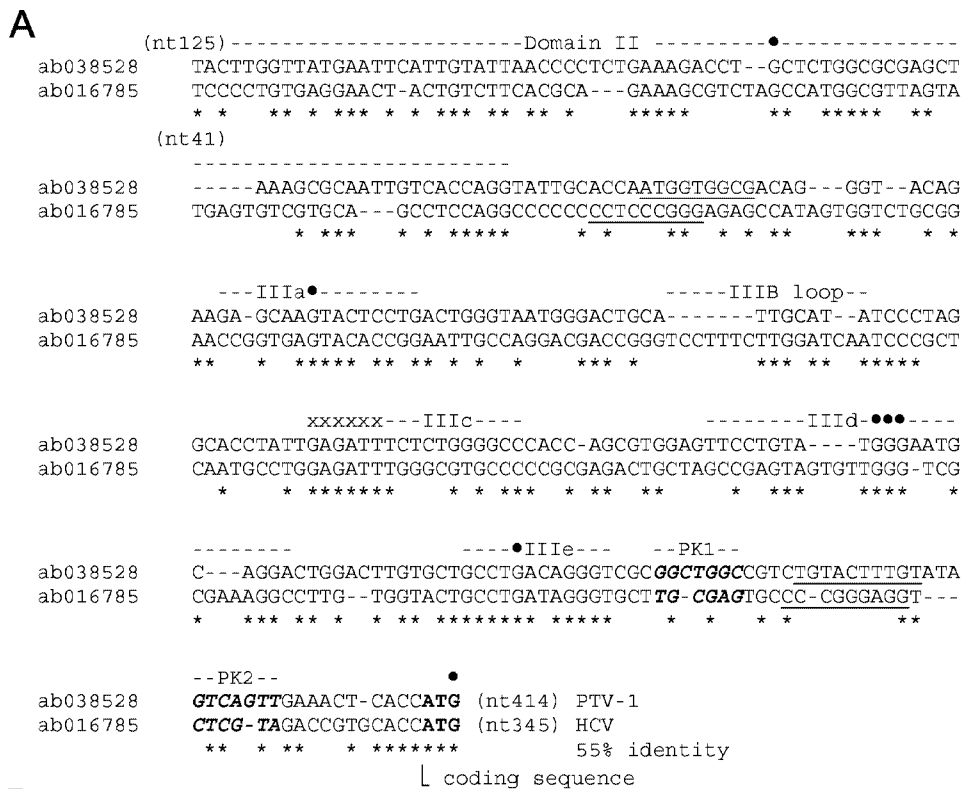 A
(nt125)-----------------------Domain II ------------●---------------
ab038528 TACTTGGTTATGAATTCATTGTATTAACCCCTCTGAAAGACCT--GCTCTGGCGCGAGCT
ab016785 TCCCCTGTGAGGAACT-ACTGTCTTCACGCA---GAAAGCGTCTAGCCATGGCGTTAGTA
* * ** ** * ** * *** ** ** * * ***** ** ***** **
(nt41)
--------------------------
ab038528 -----AAAGCGCAATTGTCACCAGGTATTGCACCAATGGTGGCGACAG---GGT--ACAG
ab016785 TGAGTGTCGTGCA---GCCTCCAGGCCCCCCCCCTCCCGGGAGAGCCATAGTGGTCTGCGG
* *** * * ***** * * ** * ** *** * *
---IIIa●-------- -----IIIB loop--
ab038528 AAGA-GCAAGTACTCCTGACTGGGTAATGGGACTGCA-------TTGCAT--ATCCCTAG
ab016785 AACCGGTGAGTACACCGGAATTGCCAGGACGACCGGGTCCTTTCTTGGATCAATCCCGCT
** * ***** ** ** * * * *** * *** ** *****
xxxxxx---IIIc---- --------IIId-●●●----
ab038528 GCACCTATTGAGATTTCTCTGGGGCCCACC-AGCGTGGAGTTCCTGTA----TGGGAATG
ab016785 CAATGCCTGGAGATTTGGGCGTGCCCCCGCGAGACTGCTAGCCGAGTAGTGTTGGG-TCG
* * ******* * * *** * ** ** * *** **** *
-------- ----●IIIe--- --PK1--
ab038528 C---AGGACTGGACTTGTGCTGCCTGACAGGGTCGCGGCTGGCCGTCTGTACTTTGTATA
ab016785 CGAAAGGCCTTG--TGGTACTGCCTGATAGGGTGCTTTG-CGAGTGCCC-CGGGAGGT---
* *** ** * * ** ******** ***** * * * * **
--PK2-- ●
ab038528 GTCAGTTGAAACT-CACCATG (nt414) PTV-1
ab016785 CTCG-TAGACCGTGCACCATG (nt345) HCV
** * ** * ******* 55% identity
⌊ coding sequence